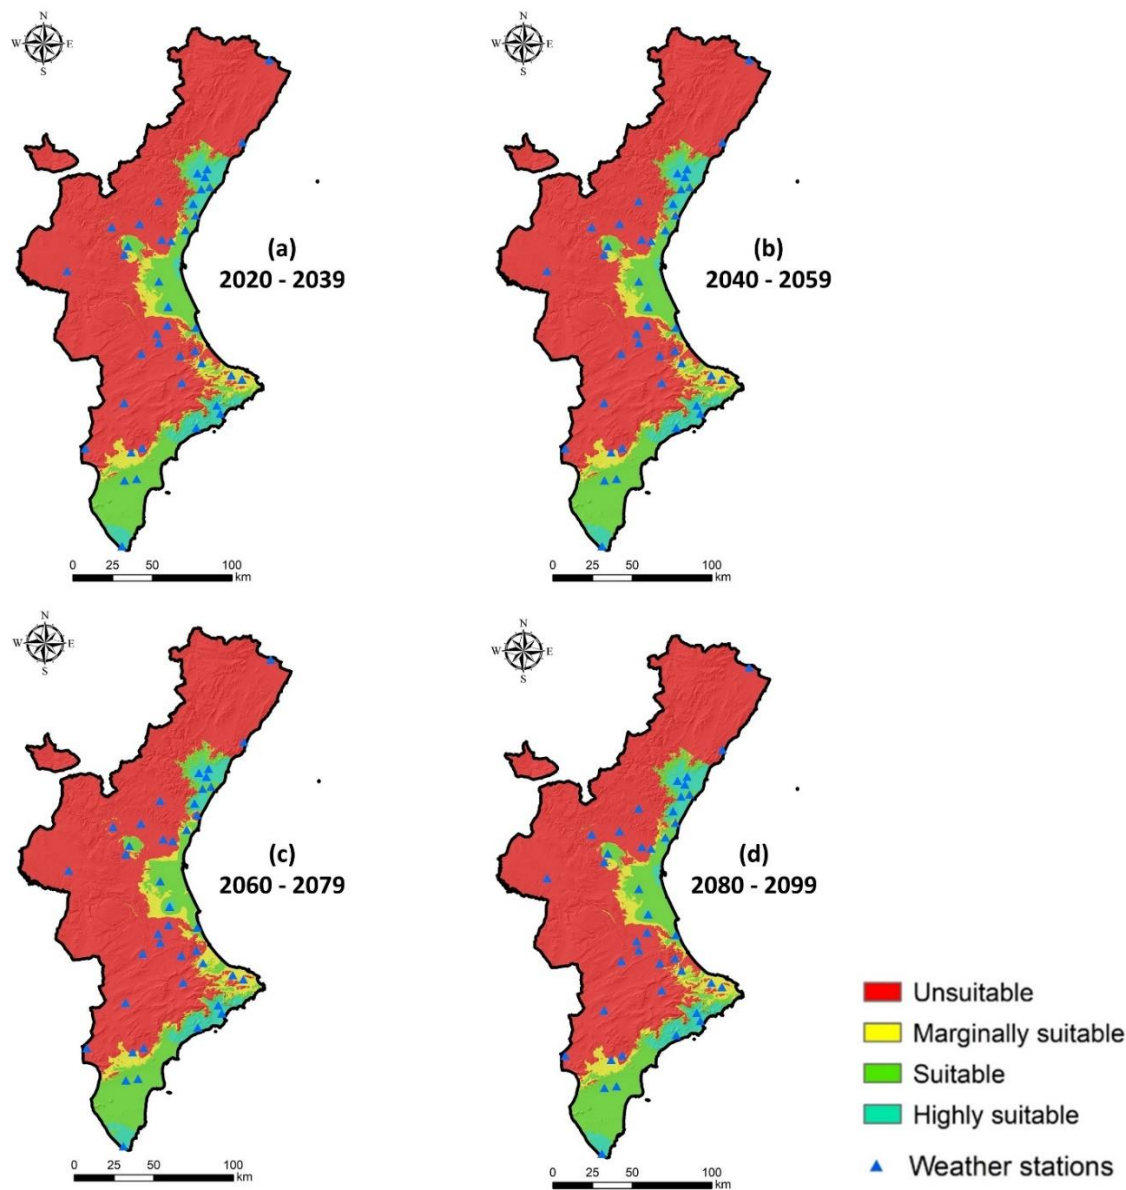 N
W E
S
(a)
2020 - 2039
0 25 50 100
km
N
W E
S
(b)
2040 - 2059
0 25 50 100
km
N
W E
S
(c)
2060 - 2079
0 25 50 100
km
N
W E
S
(d)
2080 - 2099
0 25 50 100
km
Unsuitable
Marginally suitable
Suitable
Highly suitable
Weather stations